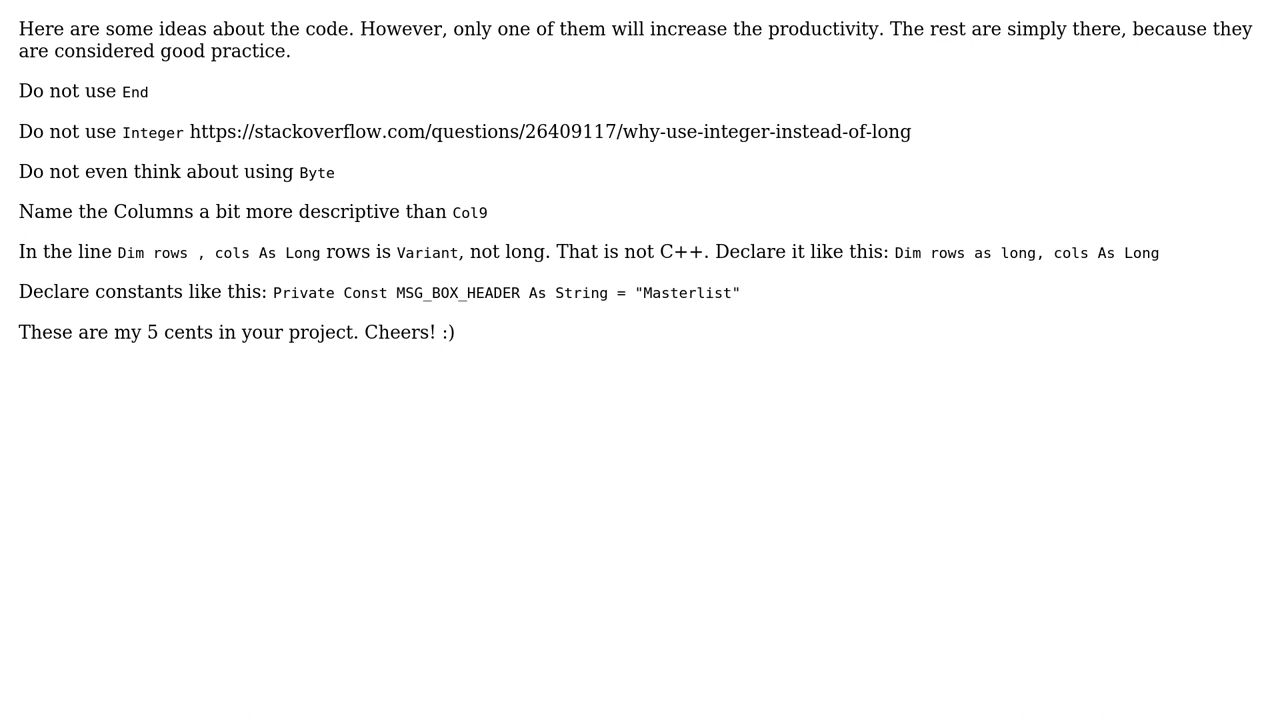 Here are some ideas about the code. However, only one of them will increase the productivity. The rest are simply there, because they
are considered good practice.
Do not use End
Do not use Integer https://stackoverflow.com/questions/26409117/why-use-integer-instead-of-long
Do not even think about using Byte
Name the Columns a bit more descriptive than Col9
In the line Dim rows , cols As Long rows is Variant, not long. That is not C++. Declare it like this: Dim rows as long, cols As Long
Declare constants like this: Private Const MSG_BOX_HEADER As String = "Masterlist"
These are my 5 cents in your project. Cheers! :)